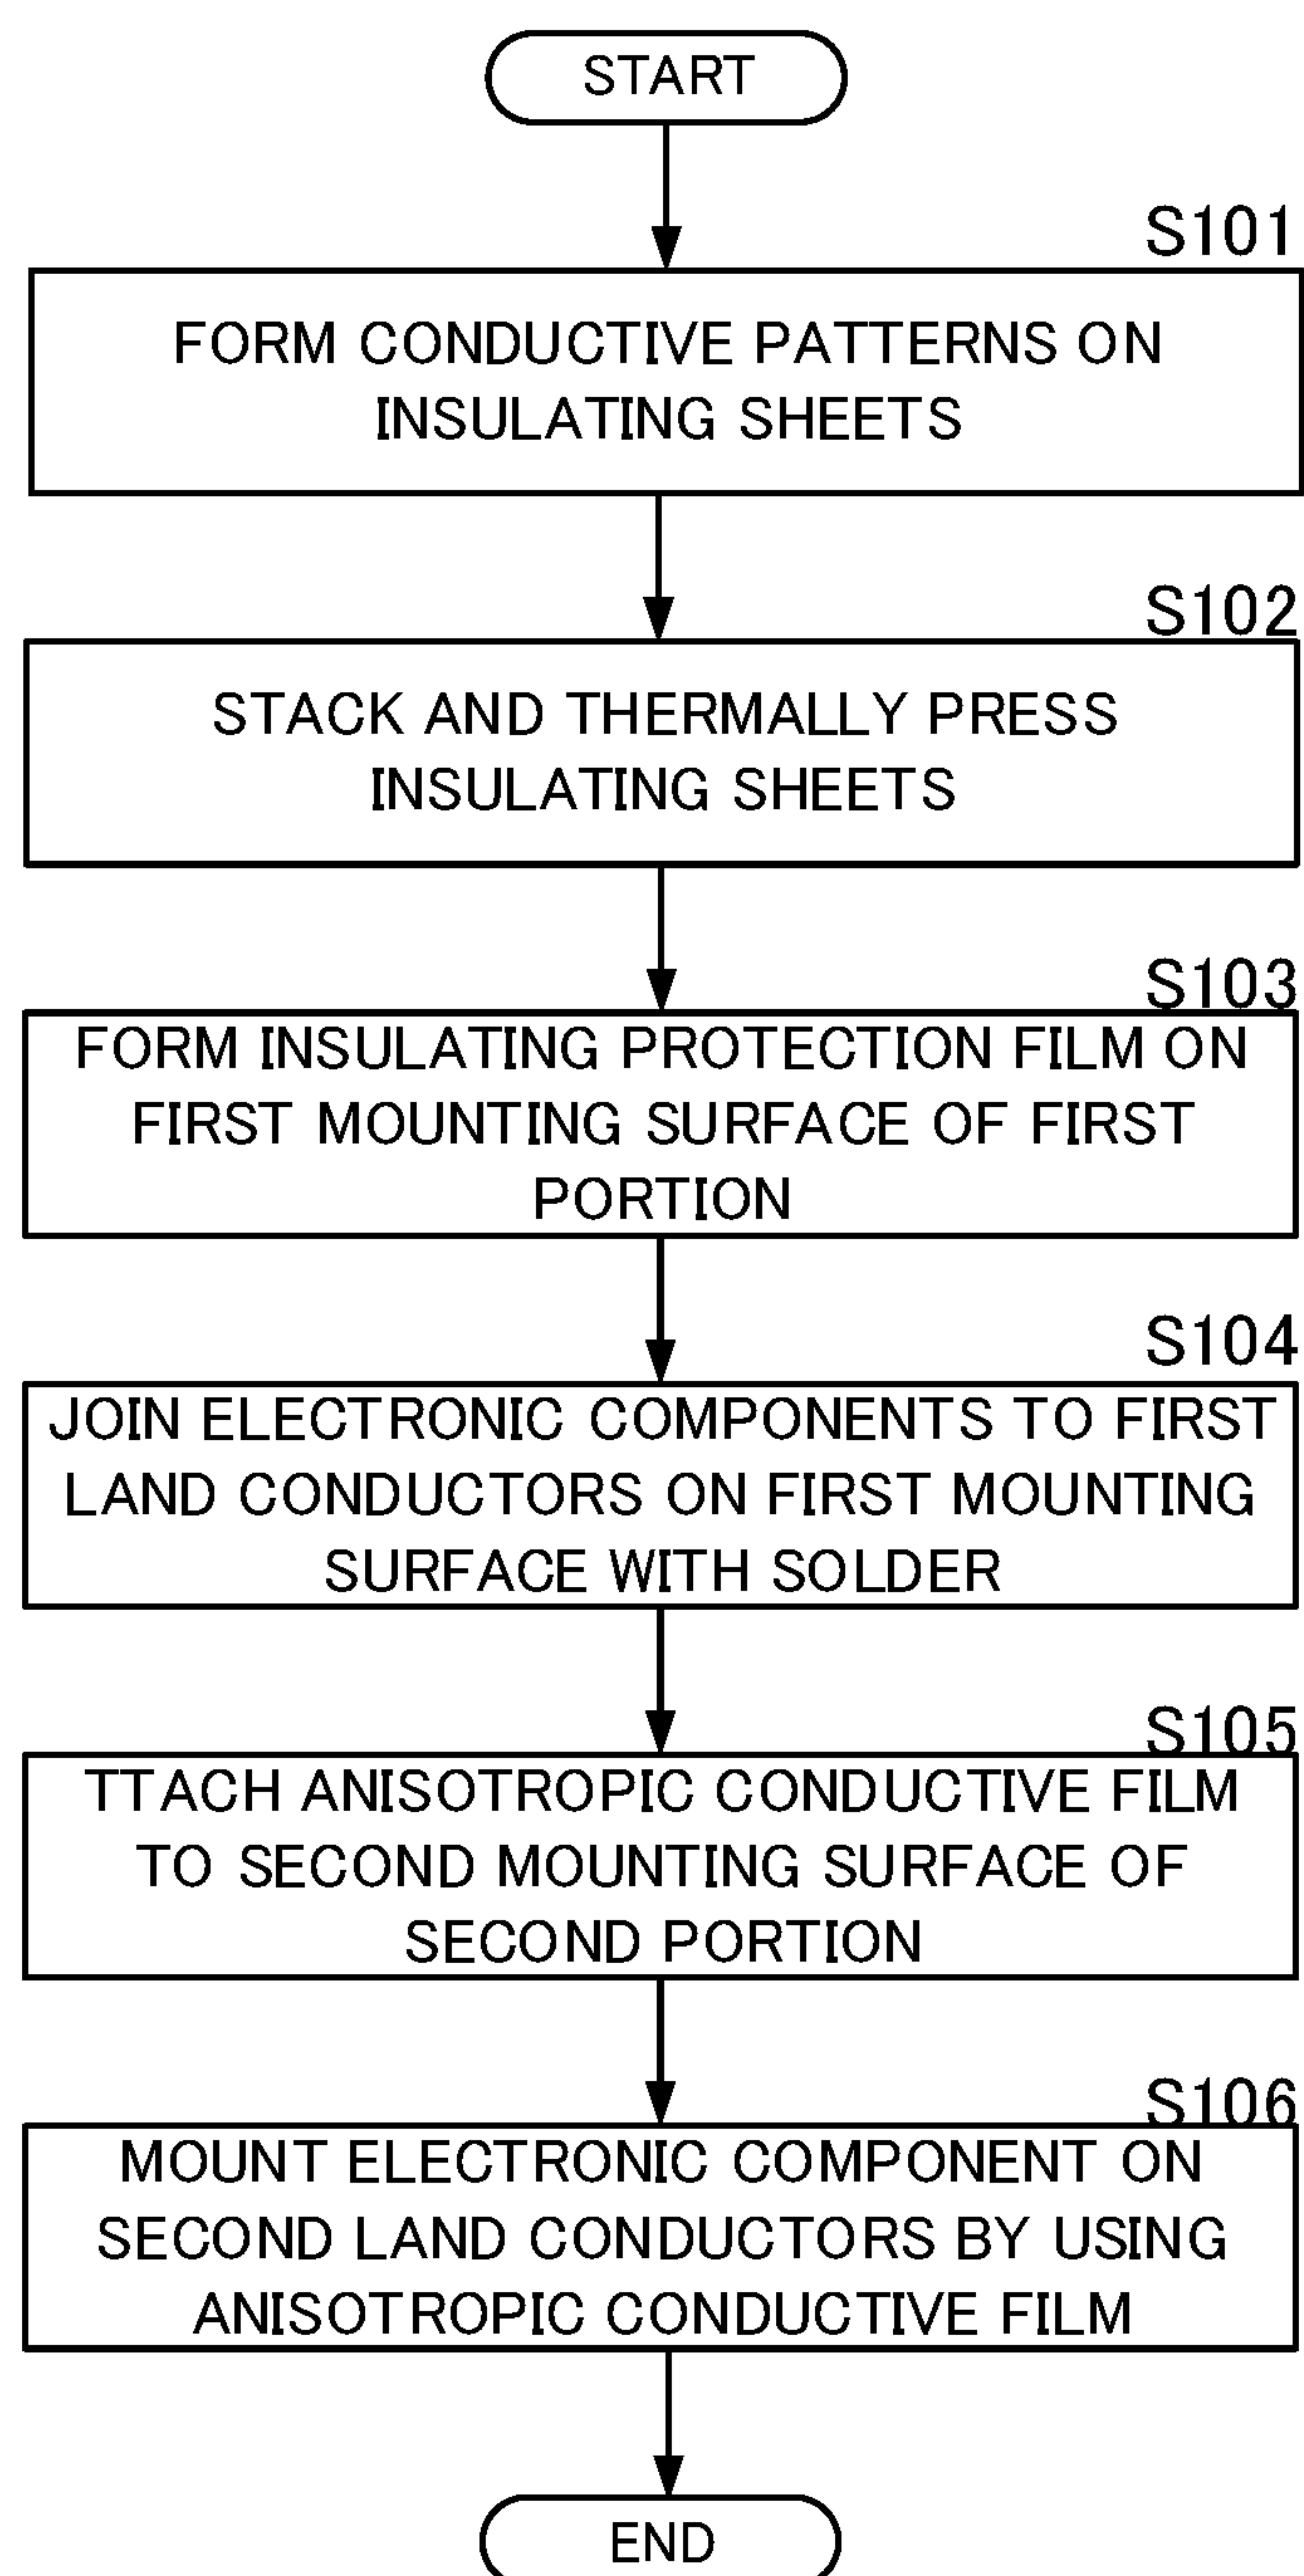 START
S101
FORM CONDUCTIVE PATTERNS ON
INSULATING SHEETS
S102
STACK AND THERMALLY PRESS
INSULATING SHEETS
S103
FORM INSULATING PROTECTION FILM ON
FIRST MOUNTING SURFACE OF FIRST
PORTION
S104
JOIN ELECTRONIC COMPONENTS TO FIRST
LAND CONDUCTORS ON FIRST MOUNTING
SURFACE WITH SOLDER
S105
TTACH ANISOTROPIC CONDUCTIVE FILM
TO SECOND MOUNTING SURFACE OF
SECOND PORTION
S106
MOUNT ELECTRONIC COMPONENT ON
SECOND LAND CONDUCTORS BY USING
ANISOTROPIC CONDUCTIVE FILM
END